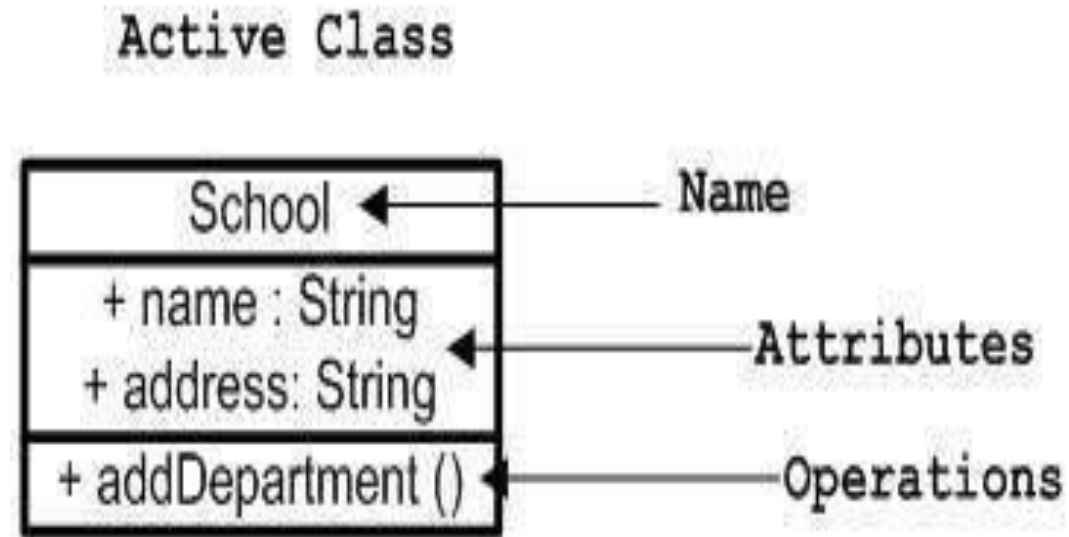 Active Class
School
Name
+ name : String
+ address: String
Attributes
+ addDepartment ()
Operations